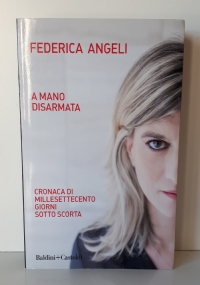 FEDERICA ANGELI
A MANO
DISARMATA
CRONACA DI
MILLESETTECENTO
GIORNI
SOTTO SCORTA
Baldini+Castoldi